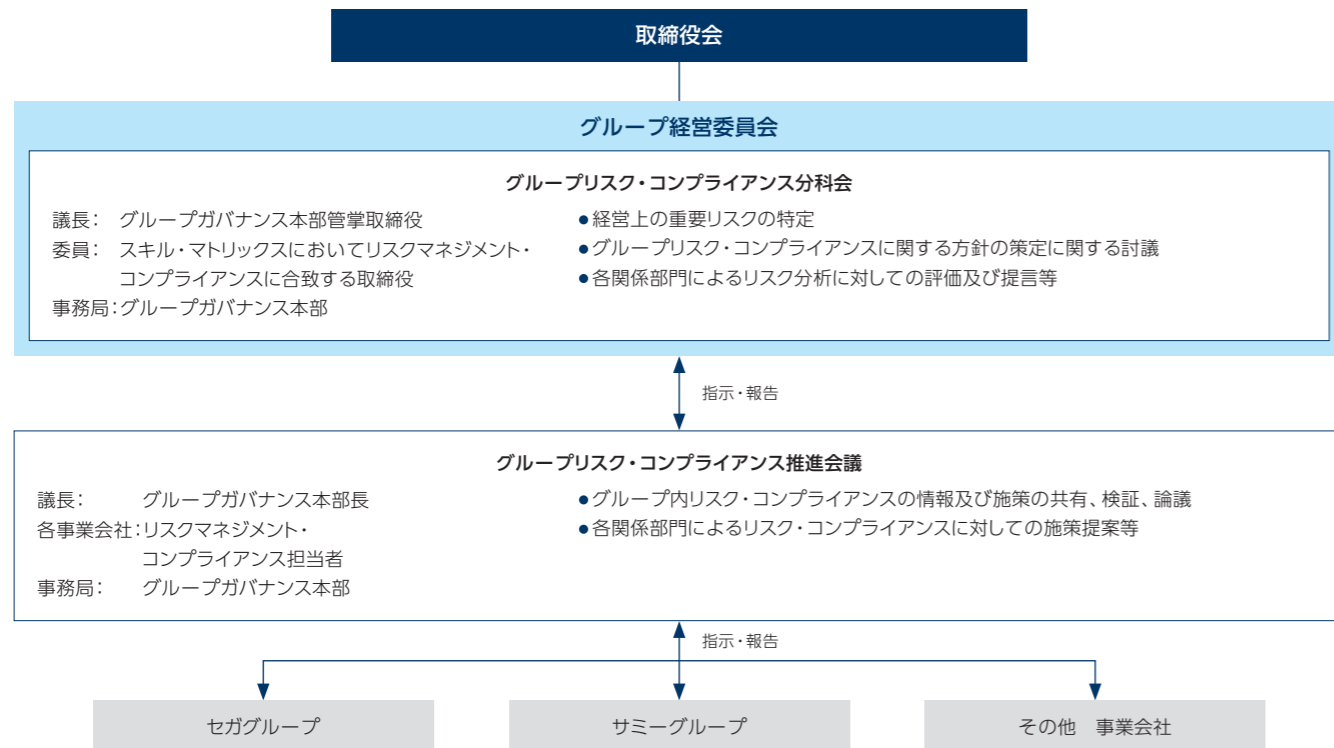 取締役会
グループ経営委員会
グループリスク・コンプライアンス分科会
議長： グループガバナンス本部管掌取締役
委員： スキル・マトリックスにおいてリスクマネジメント・
コンプライアンスに合致する取締役
事務局：グループガバナンス本部
●経営上の重要リスクの特定
●グループリスク・コンプライアンスに関する方針の策定に関する討議
●各関係部門によるリスク分析に対しての評価及び提言等
指示・報告
グループリスク・コンプライアンス推進会議
議長： グループガバナンス本部長
各事業会社：リスクマネジメント・
コンプライアンス担当者
事務局： グループガバナンス本部
●グループ内リスク・コンプライアンスの情報及び施策の共有、検証、論議
●各関係部門によるリスク・コンプライアンスに対しての施策提案等
指示・報告
セガグループ
サミーグループ
その他　事業会社